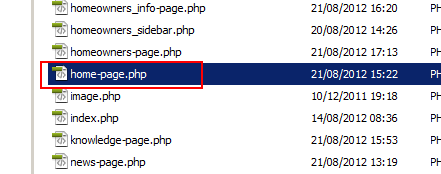 homeowners_info-page.php 21/08/2012 16:20 PH
homeowners_sidebar.php 20/08/2012 14:26 PH
homeowners-page.php 21/08/2012 17:13 PH
home-page.php 21/08/2012 15:22 PH
image.php 10/12/2011 19:18 PH
index.php 14/08/2012 08:36 PH
knowledge-page.php 21/08/2012 15:53 PH
news-page.php 21/08/2012 13:19 PH